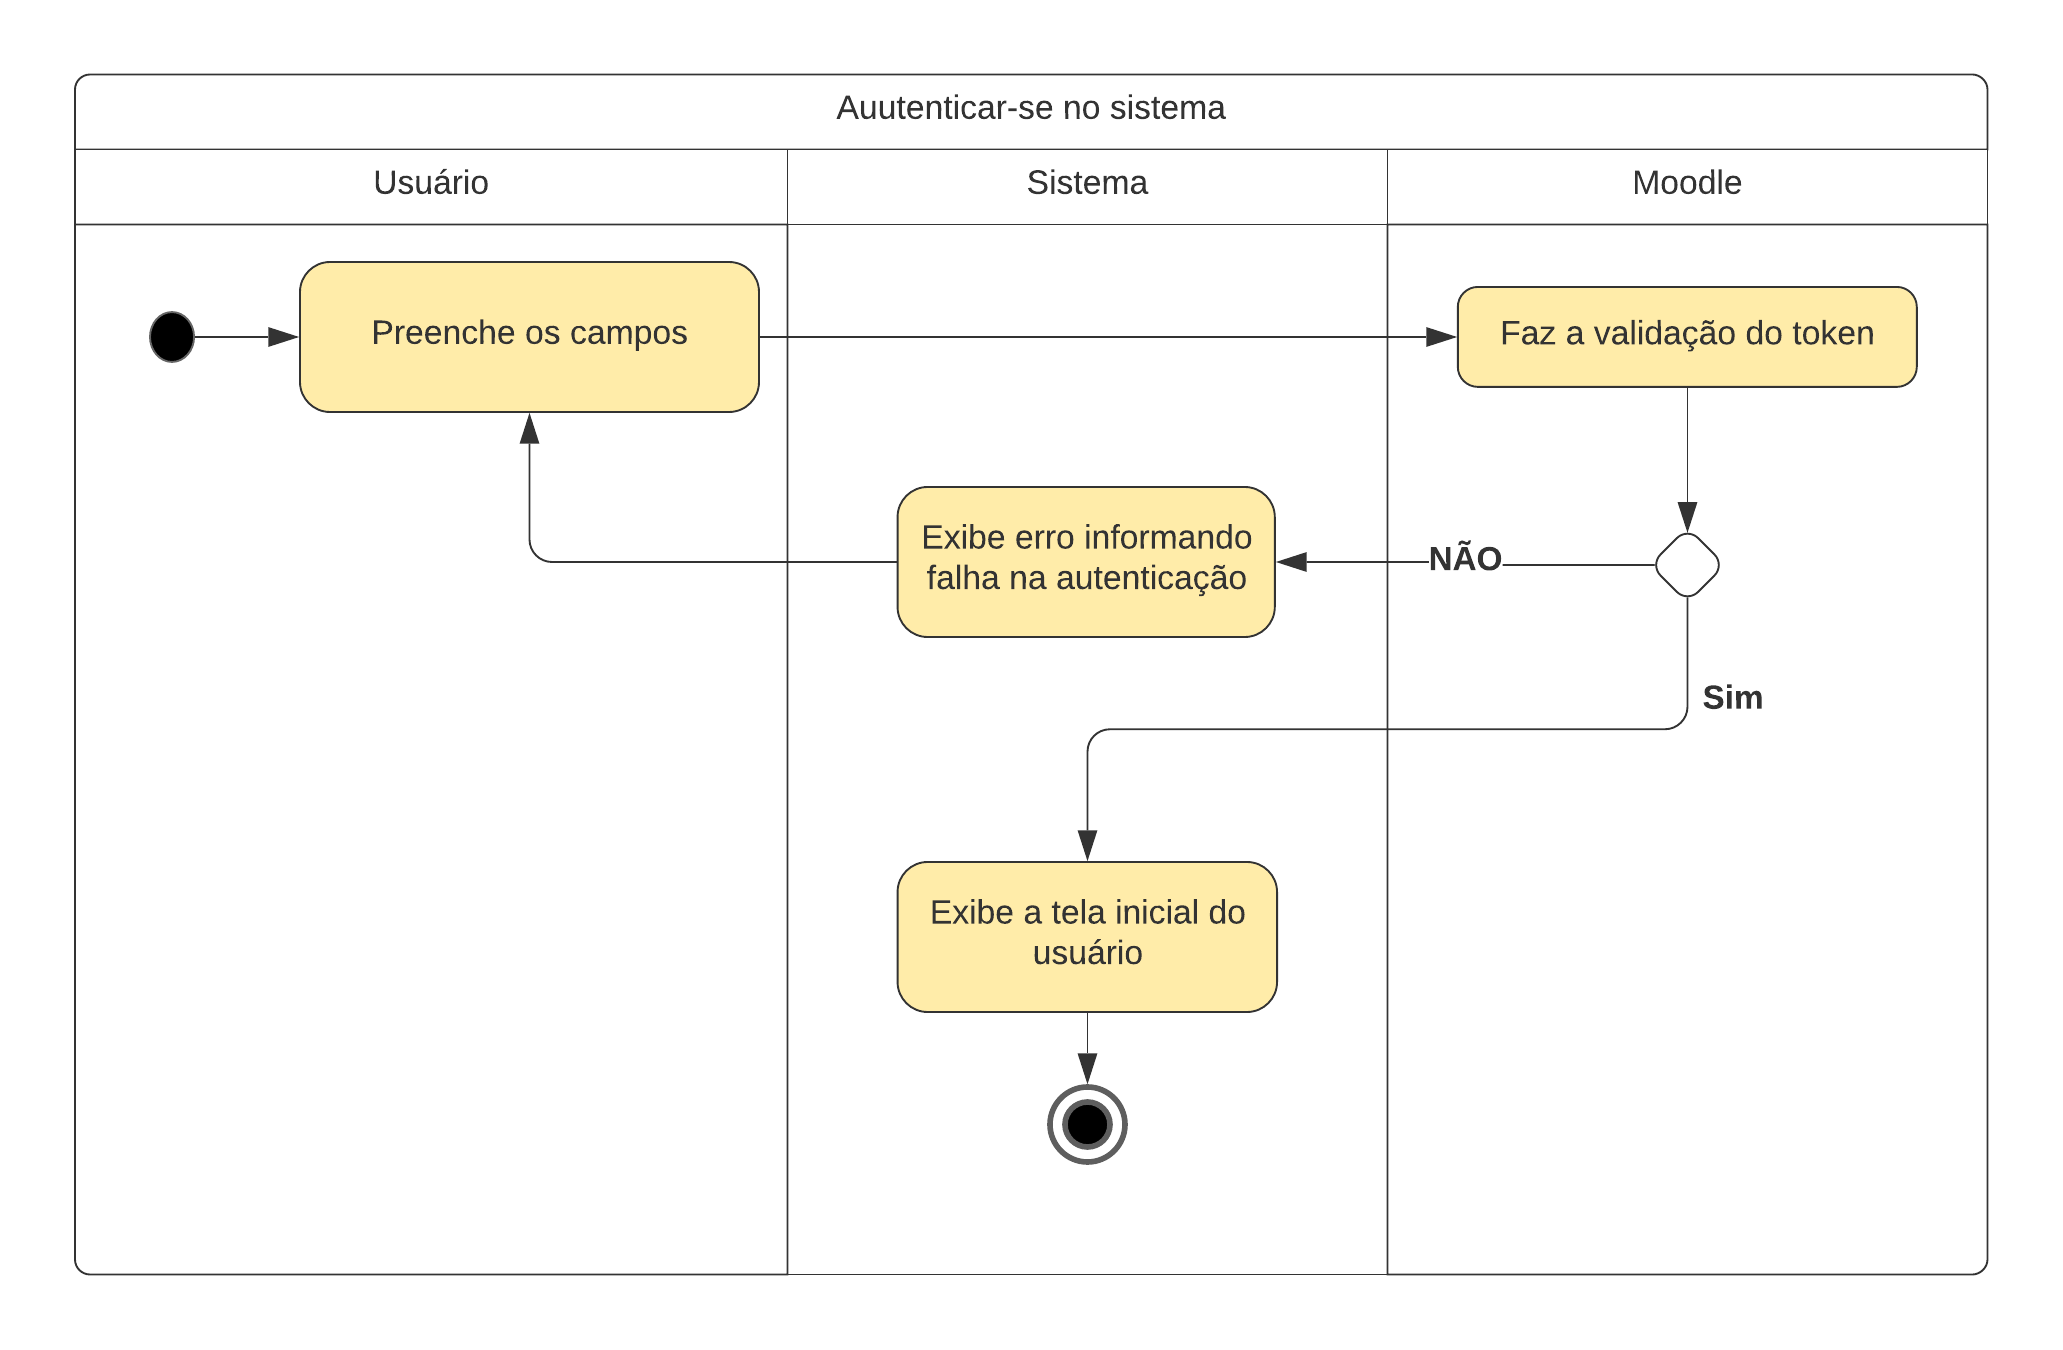 Auutenticar-se no sistema
Usuário
Sistema
Moodle
Preenche os campos
Faz a validação do token
Exibe erro informando
falha na autenticação
NÃO
Sim
Exibe a tela inicial do
usuário